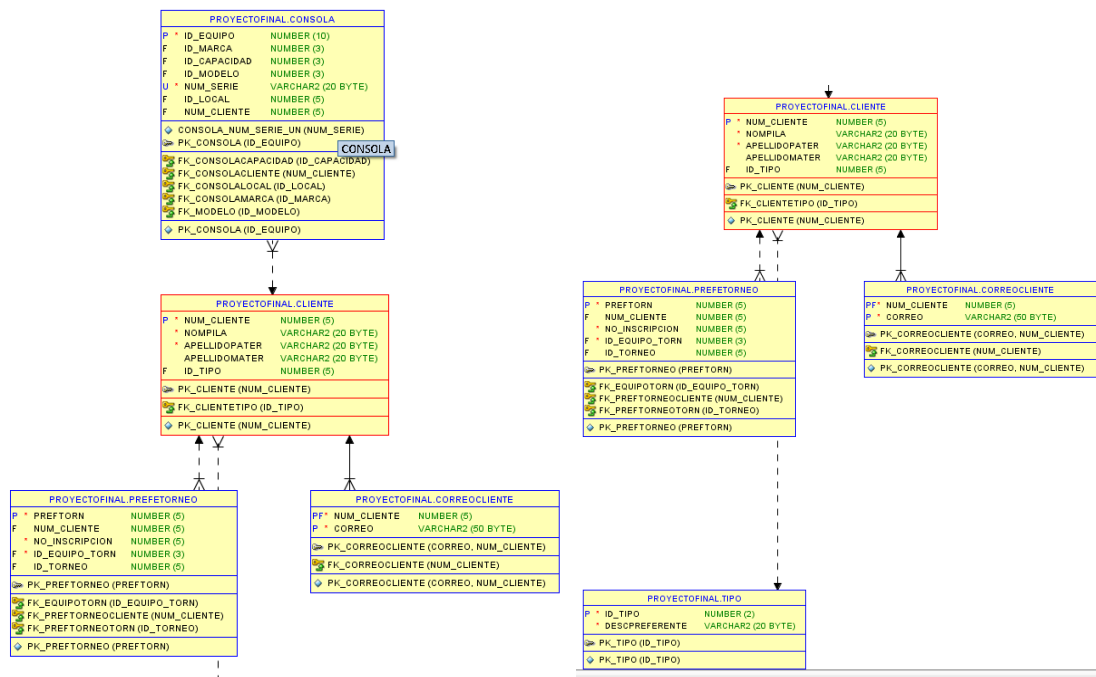 PROYECTOFINAL.CONSOLA
P * ID_EQUIPO NUMBER (10)
F ID_MARCA NUMBER (3)
F ID_CAPACIDAD NUMBER (3)
F ID_MODELO NUMBER (3)
U * NUM_SERIE VARCHAR2 (20 BYTE)
F ID_LOCAL NUMBER (5)
F NUM_CLIENTE NUMBER (5)
CONSOLA_NUM_SERIE_UN (NUM_SERIE)
PK_CONSOLA (ID_EQUIPO)
CONSOLA
FK_CONSOLACAPACIDAD (ID_CAPACIDAD)
FK_CONSOLACLIENTE (NUM_CLIENTE)
FK_CONSOLALOCAL (ID_LOCAL)
FK_CONSOLAMARCA (ID_MARCA)
FK_MODELO (ID_MODELO)
PK_CONSOLA (ID_EQUIPO)
PROYECTOFINAL.CLIENTE
P * NUM_CLIENTE NUMBER (5)
* NOMPILA VARCHAR2 (20 BYTE)
* APELLIDOPATER VARCHAR2 (20 BYTE)
APELLIDOMATER VARCHAR2 (20 BYTE)
F ID_TIPO NUMBER (5)
PK_CLIENTE (NUM_CLIENTE)
FK_CLIENTETIPO (ID_TIPO)
PK_CLIENTE (NUM_CLIENTE)
PROYECTOFINAL.PREFETORNEO
P * PREFTORN NUMBER (5)
F NUM_CLIENTE NUMBER (5)
* NO_INSCRIPCION NUMBER (5)
F * ID_EQUIPO_TORN NUMBER (3)
F ID_TORNEO NUMBER (5)
PK_PREFTORNEO (PREFTORN)
FK_EQUIPOTORN (ID_EQUIPO_TORN)
FK_PREFTORNEOCLIENTE (NUM_CLIENTE)
FK_PREFTORNEOTORN (ID_TORNEO)
PK_PREFTORNEO (PREFTORN)
PROYECTOFINAL.CORREOCLIENTE
PF* NUM_CLIENTE NUMBER (5)
P * CORREO VARCHAR2 (50 BYTE)
PK_CORREOCLIENTE (CORREO, NUM_CLIENTE)
FK_CORREOCLIENTE (NUM_CLIENTE)
PK_CORREOCLIENTE (CORREO, NUM_CLIENTE)
PROYECTOFINAL.CLIENTE
P * NUM_CLIENTE NUMBER (5)
* NOMPILA VARCHAR2 (20 BYTE)
* APELLIDOPATER VARCHAR2 (20 BYTE)
APELLIDOMATER VARCHAR2 (20 BYTE)
F ID_TIPO NUMBER (5)
PK_CLIENTE (NUM_CLIENTE)
FK_CLIENTETIPO (ID_TIPO)
PK_CLIENTE (NUM_CLIENTE)
PROYECTOFINAL.PREFETORNEO
P * PREFTORN NUMBER (5)
F NUM_CLIENTE NUMBER (5)
* NO_INSCRIPCION NUMBER (5)
F * ID_EQUIPO_TORN NUMBER (3)
F ID_TORNEO NUMBER (5)
PK_PREFTORNEO (PREFTORN)
FK_EQUIPOTORN (ID_EQUIPO_TORN)
FK_PREFTORNEOCLIENTE (NUM_CLIENTE)
FK_PREFTORNEOTORN (ID_TORNEO)
PK_PREFTORNEO (PREFTORN)
PROYECTOFINAL.CORREOCLIENTE
PF* NUM_CLIENTE NUMBER (5)
P * CORREO VARCHAR2 (50 BYTE)
PK_CORREOCLIENTE (CORREO, NUM_CLIENTE)
FK_CORREOCLIENTE (NUM_CLIENTE)
PK_CORREOCLIENTE (CORREO, NUM_CLIENTE)
PROYECTOFINAL.TIPO
P * ID_TIPO NUMBER (2)
* DESCPREFERENTE VARCHAR2 (20 BYTE)
PK_TIPO (ID_TIPO)
PK_TIPO (ID_TIPO)